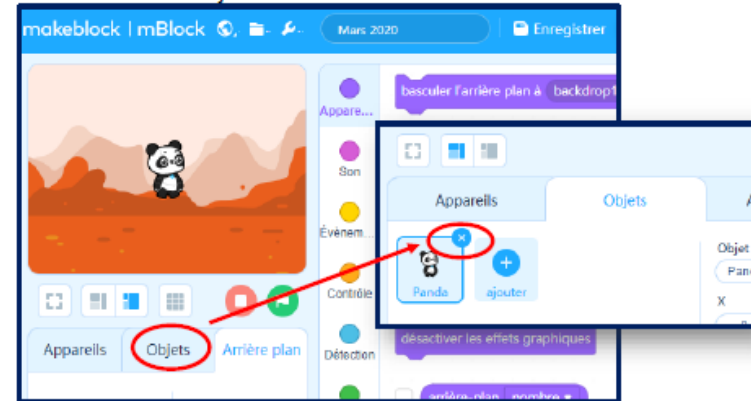 makeblock | mBlock
Mars 2020
Enregistrer
Appare...
basculer l'arrière plan à backdrop1
Son
Évènem...
Contrôle
Détection
Appareils
Objets
Arrière plan
Appareils
Objets
A
Panda
ajouter
Objet
Pan
X
désactiver les effets graphiques
arrière-plan nombre